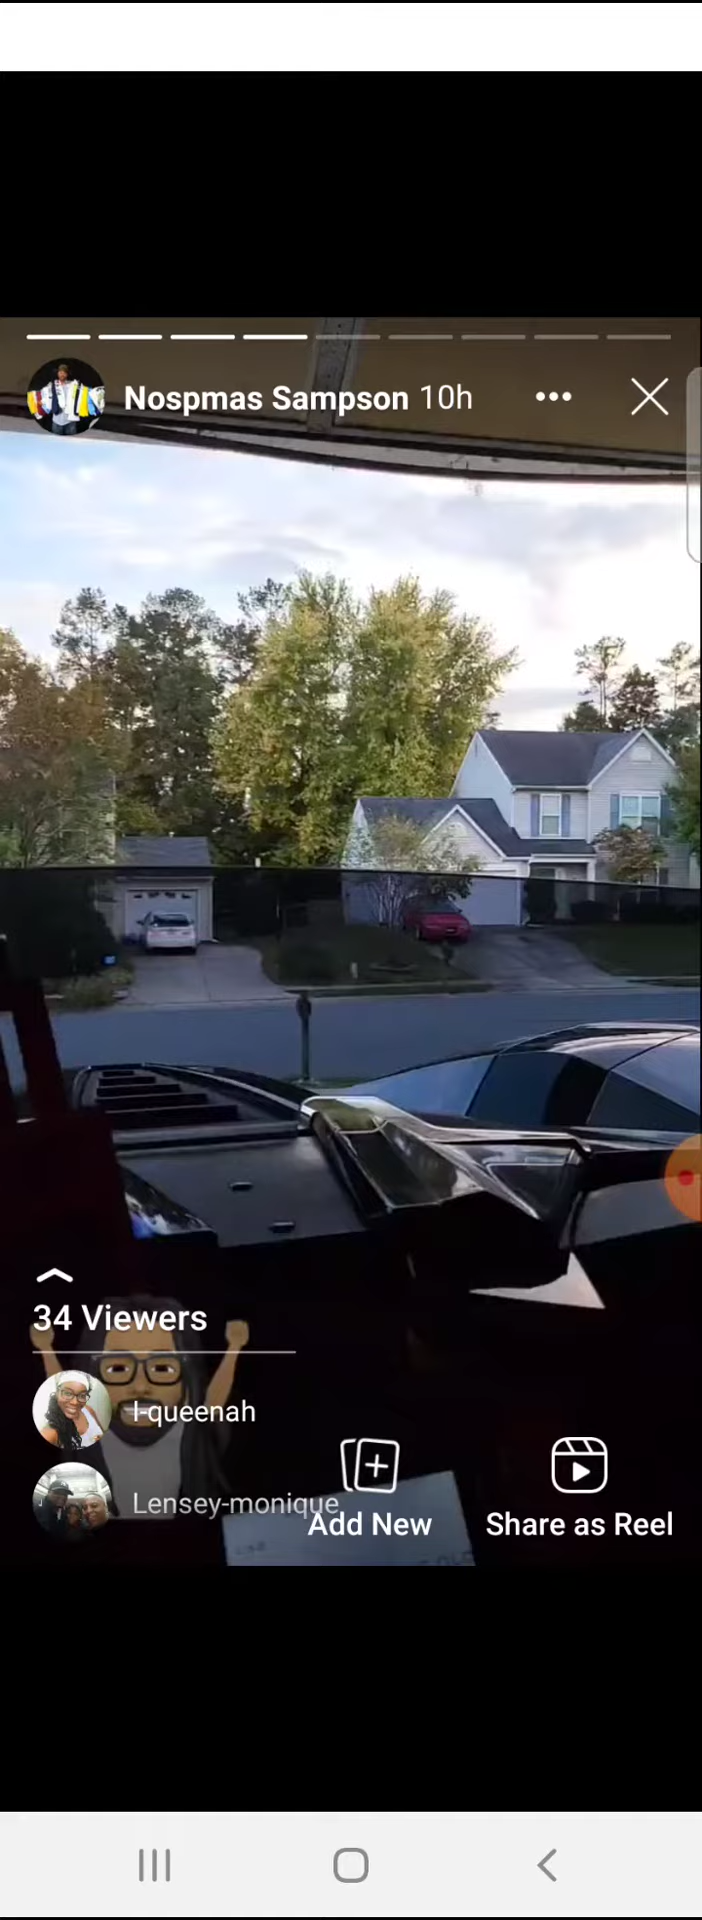 Nospmas Sampson 10h
34 Viewers
I-queenah
Lensey-monique
Add New
Share as Reel